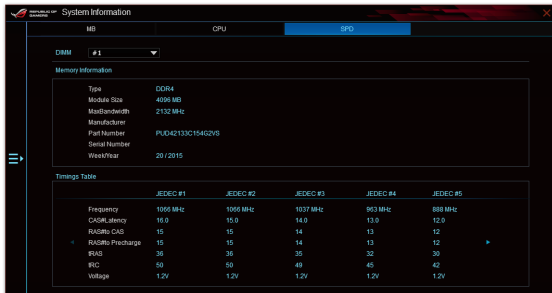 REPUBLIC OF GAMERS System Information
MB CPU SPD
DIMM #1
Memory Information
Type DDR4
Module Size 4096 MB
MaxBandwidth 2132 MHz
Manufacturer
Part Number PUD42133C154G2VS
Serial Number
Week/Year 20 / 2015
Timings Table
JEDEC #1 JEDEC #2 JEDEC #3 JEDEC #4 JEDEC #5
Frequency 1066 MHz 1066 MHz 1037 MHz 963 MHz 888 MHz
CAS#Latency 16.0 15.0 14.0 13.0 12.0
RAS#to CAS 15 15 14 13 12
RAS#to Precharge 15 15 14 13 12
tRAS 36 36 35 32 30
tRC 50 50 49 45 42
Voltage 1.2V 1.2V 1.2V 1.2V 1.2V